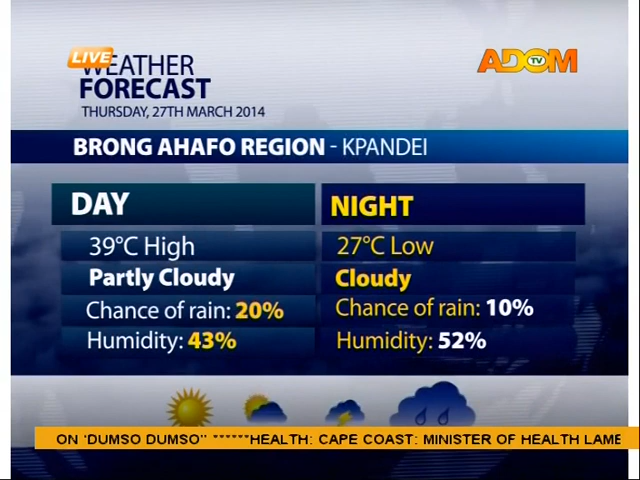 LIVE
WEATHER
FORECAST
THURSDAY, 27TH MARCH 2014
ADOM TV
BRONG AHAFO REGION - KPANDEI
DAY
39°C High
Partly Cloudy
Chance of rain: 20%
Humidity: 43%
NIGHT
27°C Low
Cloudy
Chance of rain: 10%
Humidity: 52%
ON 'DUMSO DUMSO" ******HEALTH: CAPE COAST: MINISTER OF HEALTH LAME